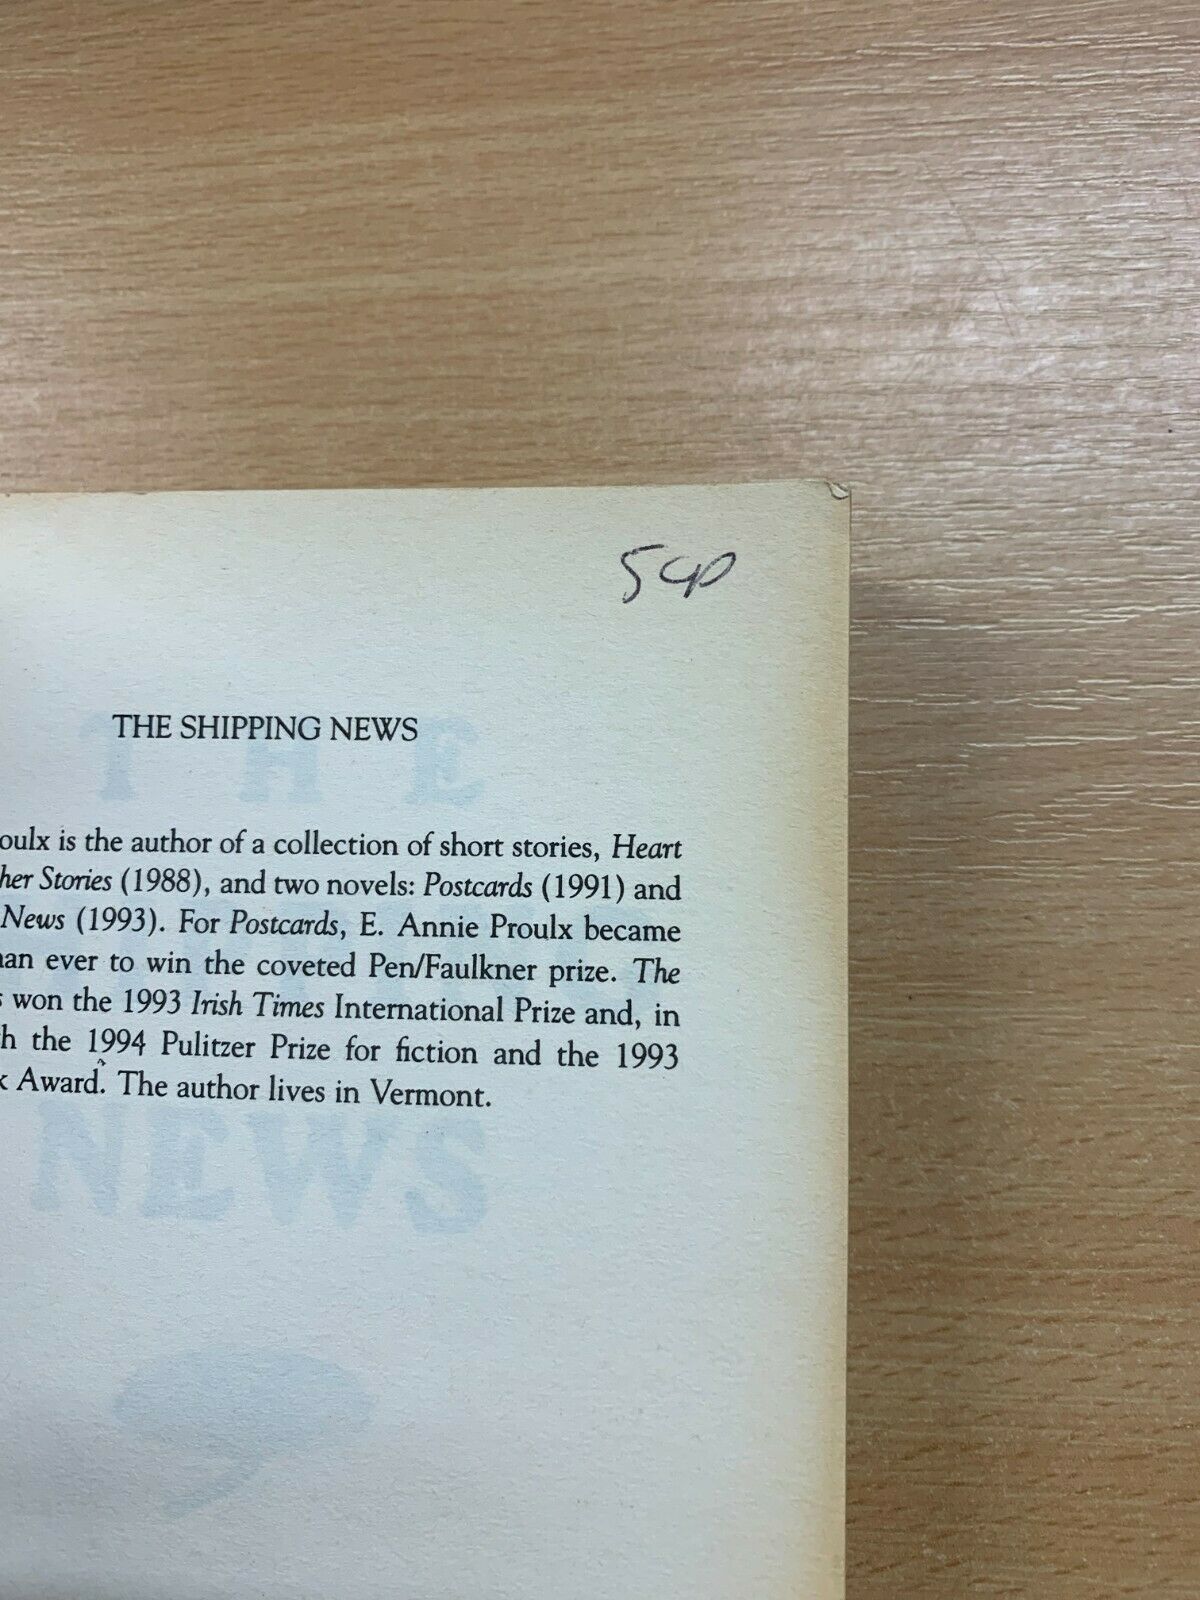 50p
THE SHIPPING NEWS
oulx is the author of a collection of short stories, Heart
her Stories (1988), and two novels: Postcards (1991) and
News (1993). For Postcards, E. Annie Proulx became
an ever to win the coveted Pen/Faulkner prize. The
s won the 1993 Irish Times International Prize and, in
h the 1994 Pulitzer Prize for fiction and the 1993
k Award. The author lives in Vermont.
THE
NEWS